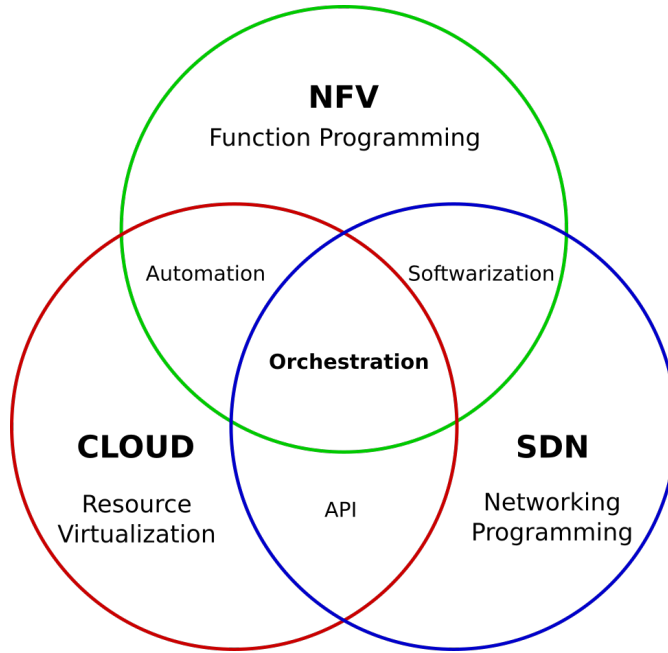 NFV
Function Programming
Automation
Softwarization
Orchestration
CLOUD
Resource
Virtualization
API
SDN
Networking
Programming